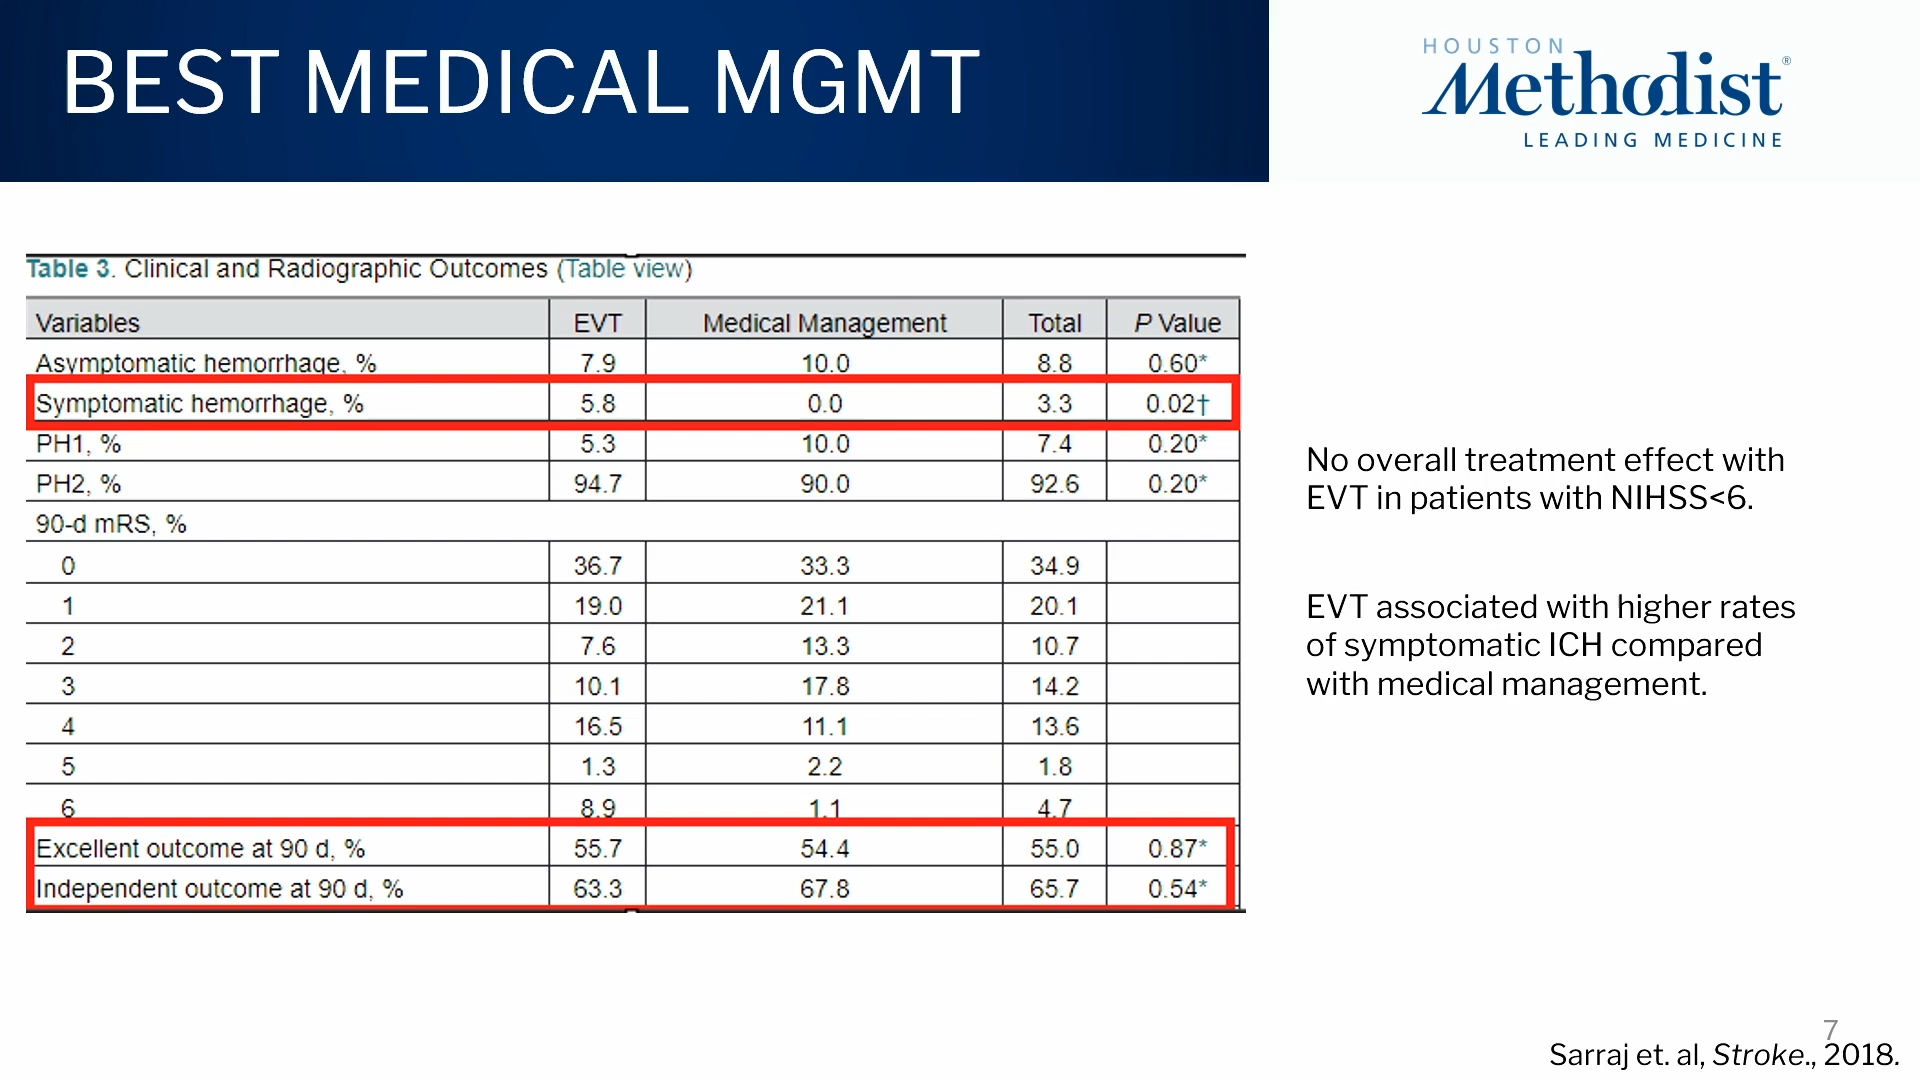 BEST MEDICAL MGMT
HOUSTON
Methodist®
LEADING MEDICINE
Table 3. Clinical and Radiographic Outcomes (Table view)
Variables EVT Medical Management Total P Value
Asymptomatic hemorrhage, % 7.9 10.0 8.8 0.60*
Symptomatic hemorrhage, % 5.8 0.0 3.3 0.02†
PH1, % 5.3 10.0 7.4 0.20*
PH2, % 94.7 90.0 92.6 0.20*
90-d mRS, %
0 36.7 33.3 34.9
1 19.0 21.1 20.1
2 7.6 13.3 10.7
3 10.1 17.8 14.2
4 16.5 11.1 13.6
5 1.3 2.2 1.8
6 8.9 1.1 4.7
Excellent outcome at 90 d, % 55.7 54.4 55.0 0.87*
Independent outcome at 90 d, % 63.3 67.8 65.7 0.54*
No overall treatment effect with
EVT in patients with NIHSS<6.
EVT associated with higher rates
of symptomatic ICH compared
with medical management.
7
Sarraj et. al, Stroke., 2018.